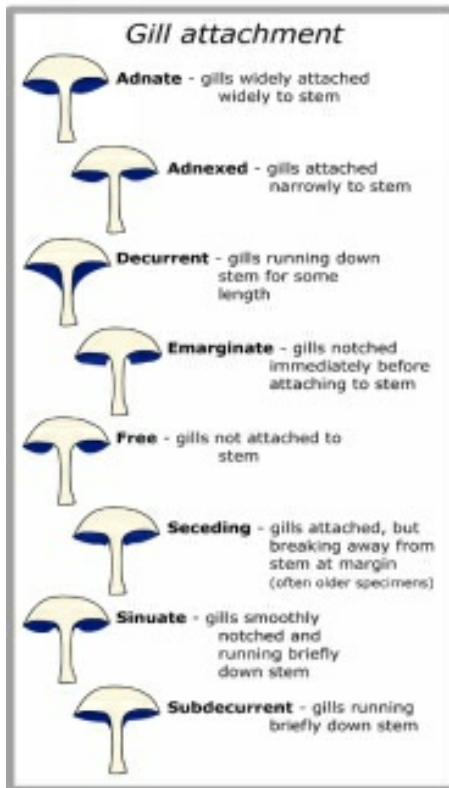 Gill attachment
Adnate - gills widely attached
widely to stem
Adnexed - gills attached
narrowly to stem
Decurrent - gills running down
stem for some
length
Emarginate - gills notched
immediately before
attaching to stem
Free - gills not attached to
stem
Seceding - gills attached, but
breaking away from
stem at margin
(often older specimens)
Sinuate - gills smoothly
notched and
running briefly
down stem
Subdecurrent - gills running
briefly down stem